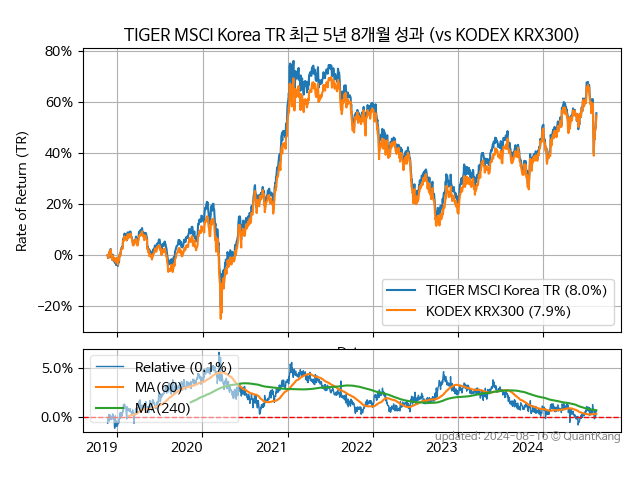 TIGER MSCI Korea TR 최근 5년 8개월 성과 (vs KODEX KRX300)
Rate of Return (TR)
80%
60%
40%
20%
0%
−20%
TIGER MSCI Korea TR (8.0%)
KODEX KRX300 (7.9%)
5.0%
0.0%
Relative (0.1%)
MA(60)
MA(240)
2019 2020 2021 2022 2023 2024
updated: 2024-08-16 © QuantKang